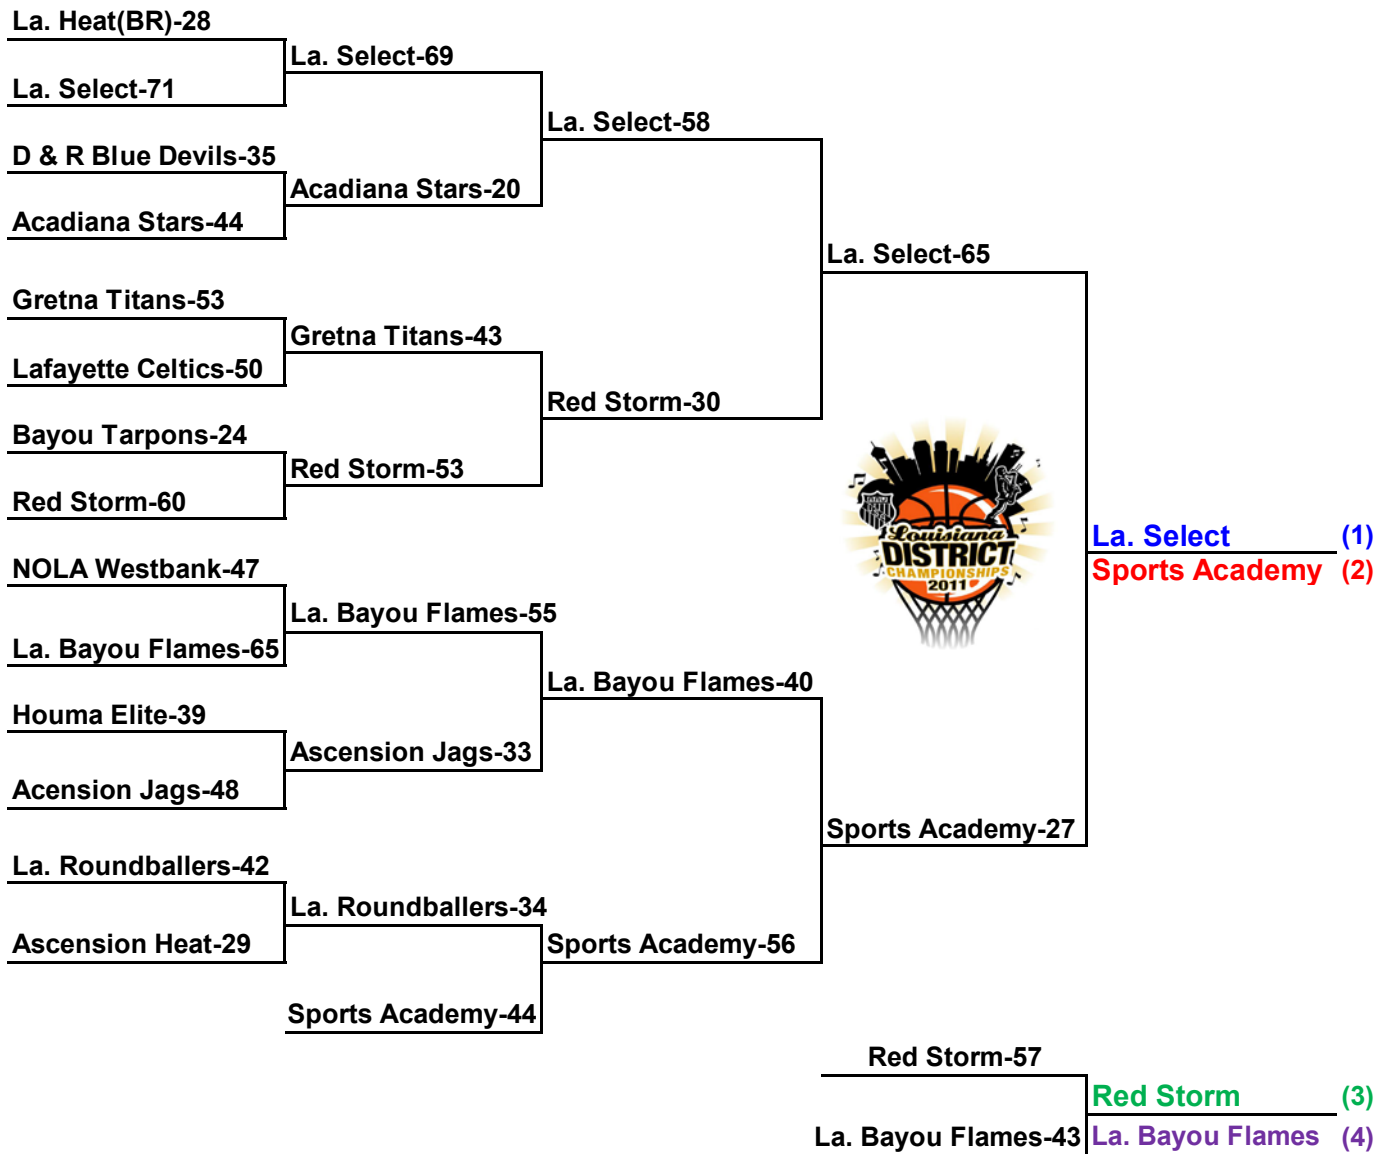 La. Heat(BR)-28
La. Select-69
La. Select-71
La. Select-58
D & R Blue Devils-35
Acadiana Stars-20
Acadiana Stars-44
La. Select-65
Gretna Titans-53
Gretna Titans-43
Lafayette Celtics-50
Red Storm-30
Bayou Tarpons-24
Red Storm-53
Red Storm-60
Louisiana
DISTRICT
CHAMPIONSHIPS
2011
La. Select (1)
Sports Academy (2)
NOLA Westbank-47
La. Bayou Flames-55
La. Bayou Flames-65
La. Bayou Flames-40
Houma Elite-39
Ascension Jags-33
Acension Jags-48
Sports Academy-27
La. Roundballers-42
La. Roundballers-34
Ascension Heat-29
Sports Academy-56
Sports Academy-44
Red Storm-57
Red Storm (3)
La. Bayou Flames-43
La. Bayou Flames (4)